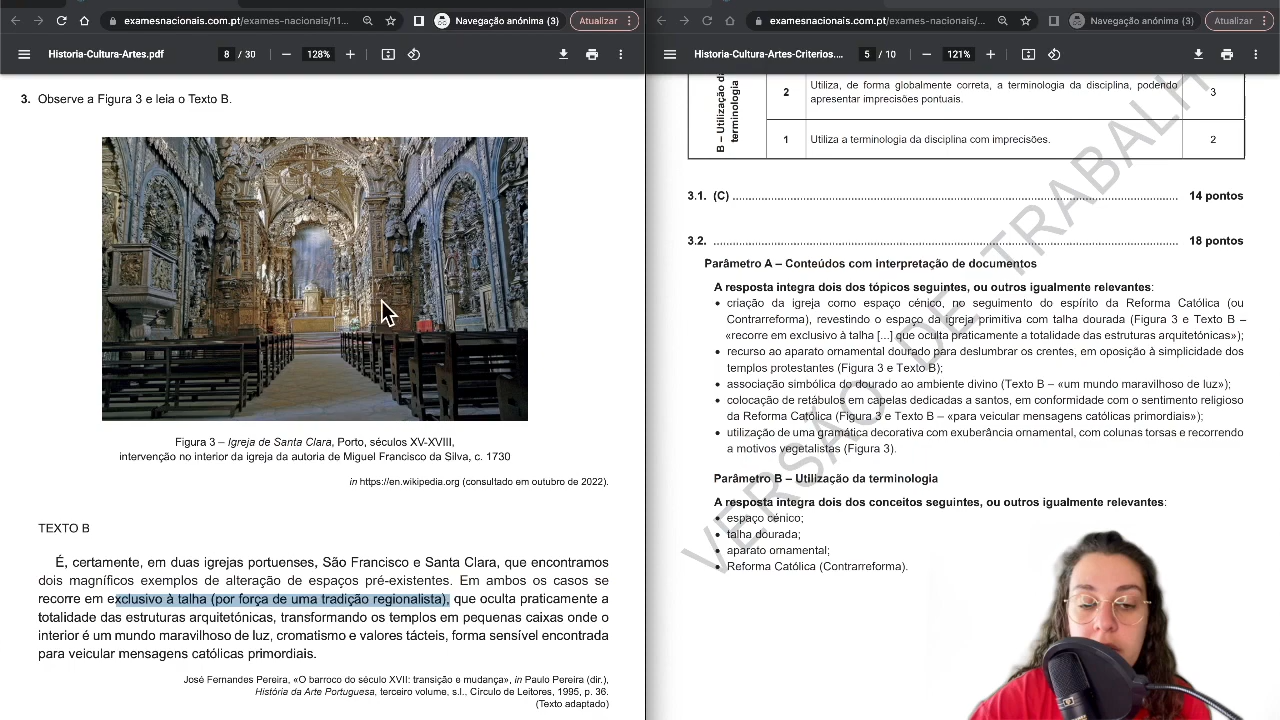 examesnacionais.com.pt/exames-nacionais/11...
Navegação anónima (3)
Atualizar
Historia-Cultura-Artes.pdf
8 / 30
128%
3. Observe a Figura 3 e leia o Texto B.
Figura 3 – Igreja de Santa Clara, Porto, séculos XV-XVIII,
intervenção no interior da igreja da autoria de Miguel Francisco da Silva, c. 1730
in https://en.wikipedia.org (consultado em outubro de 2022).
TEXTO B
É, certamente, em duas igrejas portuenses, São Francisco e Santa Clara, que encontramos
dois magníficos exemplos de alteração de espaços pré-existentes. Em ambos os casos se
recorre em exclusivo à talha (por força de uma tradição regionalista), que oculta praticamente a
totalidade das estruturas arquitetónicas, transformando os templos em pequenas caixas onde o
interior é um mundo maravilhoso de luz, cromatismo e valores tácteis, forma sensível encontrada
para veicular mensagens católicas primordiais.
José Fernandes Pereira, «O barroco do século XVII: transição e mudança», in Paulo Pereira (dir.),
História da Arte Portuguesa, terceiro volume, s.l., Círculo de Leitores, 1995, p. 36.
(Texto adaptado)
examesnacionais.com.pt/exames-nacionais/...
Navegação anónima (3)
Atualizar
Historia-Cultura-Artes-Criterios....
5 / 10
121%
B – Utilização da
terminologia
2
Utiliza, de forma globalmente correta, a terminologia da disciplina, podendo
apresentar imprecisões pontuais.
3
1
Utiliza a terminologia da disciplina com imprecisões.
2
3.1. (C) ................................................ 14 pontos
3.2. ................................................ 18 pontos
Parâmetro A – Conteúdos com interpretação de documentos
A resposta integra dois dos tópicos seguintes, ou outros igualmente relevantes:
• criação da igreja como espaço cénico, no seguimento do espírito da Reforma Católica (ou
Contrarreforma), revestindo o espaço da igreja primitiva com talha dourada (Figura 3 e Texto B –
«recorre em exclusivo à talha [...] que oculta praticamente a totalidade das estruturas arquitetónicas»);
• recurso ao aparato ornamental dourado para deslumbrar os crentes, em oposição à simplicidade dos
templos protestantes (Figura 3 e Texto B);
• associação simbólica do dourado ao ambiente divino (Texto B – «um mundo maravilhoso de luz»);
• colocação de retábulos em capelas dedicadas a santos, em conformidade com o sentimento religioso
da Reforma Católica (Figura 3 e Texto B – «para veicular mensagens católicas primordiais»);
• utilização de uma gramática decorativa com exuberância ornamental, com colunas torsas e recorrendo
a motivos vegetalistas (Figura 3).
Parâmetro B – Utilização da terminologia
A resposta integra dois dos conceitos seguintes, ou outros igualmente relevantes:
• espaço cénico;
• talha dourada;
• aparato ornamental;
• Reforma Católica (Contrarreforma).
VERSÃO DE TRABALH